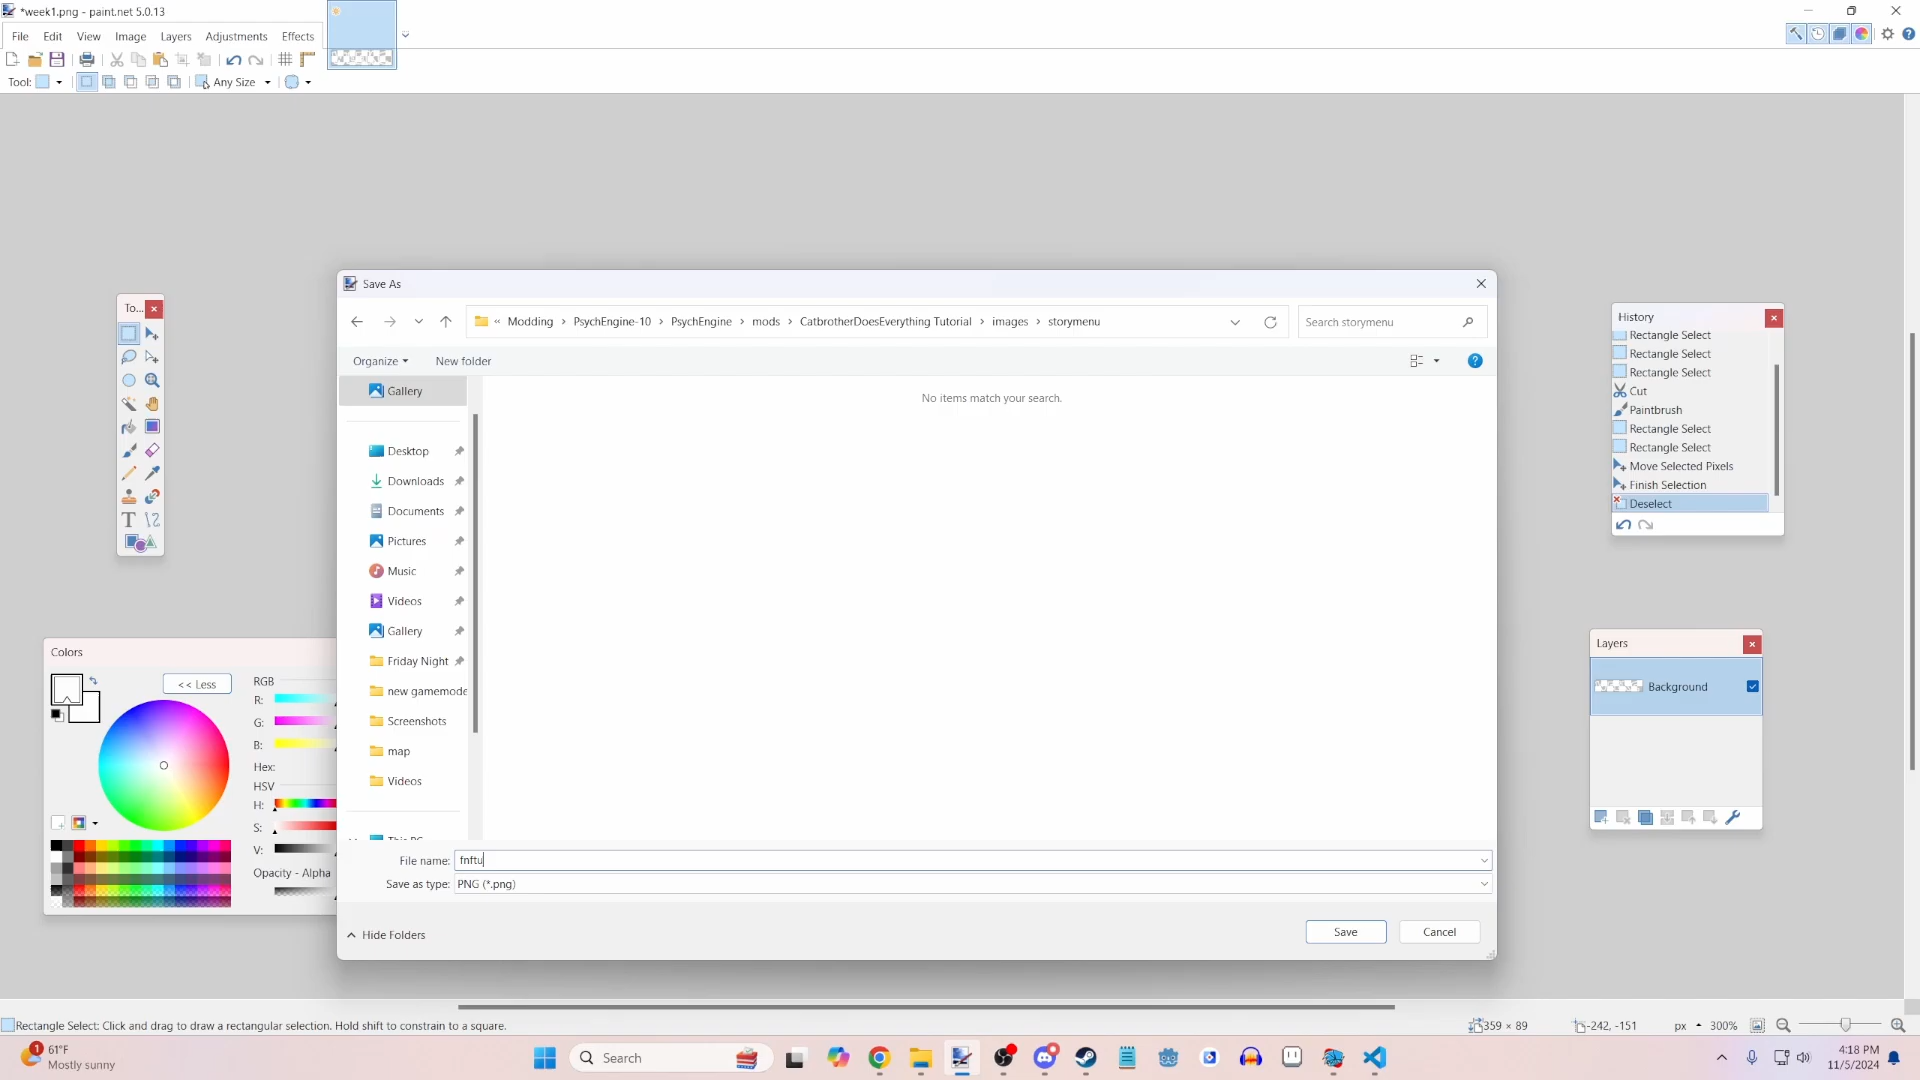 *week1.png - paint.net 5.0.13
File Edit View Image Layers Adjustments Effects
Tool: Any Size
Save As
« Modding › PsychEngine-10 › PsychEngine › mods › CatbrotherDoesEverything Tutorial › images › storymenu
Search storymenu
Organize New folder
Gallery
No items match your search.
Desktop
Downloads
Documents
Pictures
Music
Videos
Gallery
Friday Night
new gamemode
Screenshots
map
Videos
File name: fnftu
Save as type: PNG (*.png)
Hide Folders
Save Cancel
To...
T
Colors
<< Less
RGB
R:
G:
B:
Hex:
HSV
H:
S:
V:
Opacity - Alpha
History
Rectangle Select
Rectangle Select
Rectangle Select
Cut
Paintbrush
Rectangle Select
Rectangle Select
Move Selected Pixels
Finish Selection
Deselect
Layers
Background
Rectangle Select: Click and drag to draw a rectangular selection. Hold shift to constrain to a square.
359 × 89 -242, -151 px 300%
1 61°F
Mostly sunny
Search
4:18 PM
11/5/2024